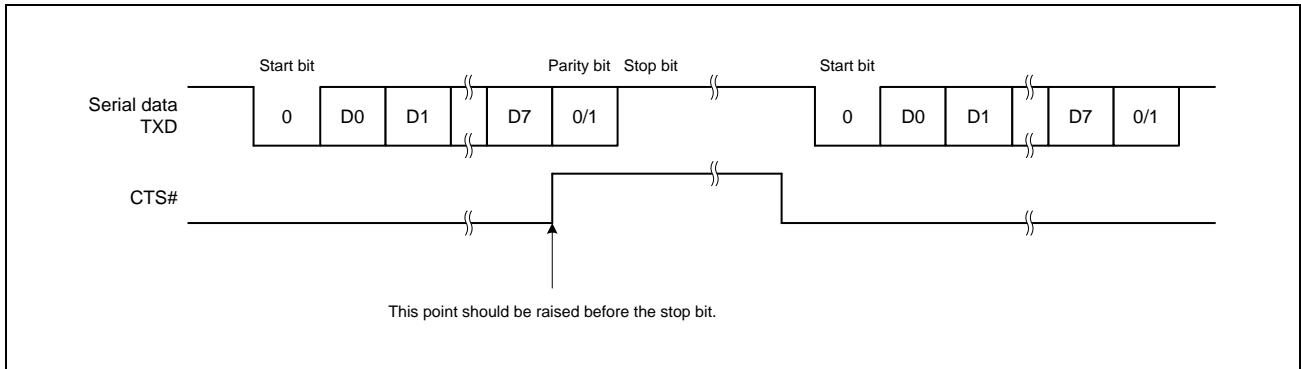 Start bit Parity bit Stop bit Start bit
Serial data
TXD
0 D0 D1 D7 0/1 0 D0 D1 D7 0/1
CTS#
This point should be raised before the stop bit.